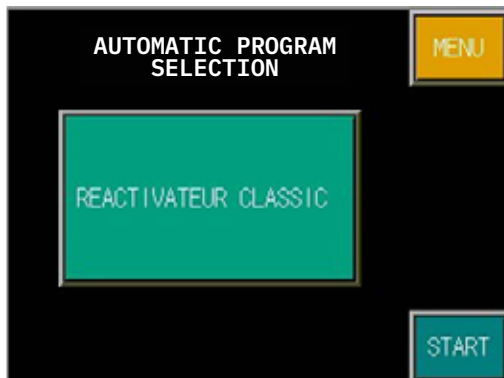 AUTOMATIC PROGRAM
SELECTION
MENU
REACTIVATEUR CLASSIC
START